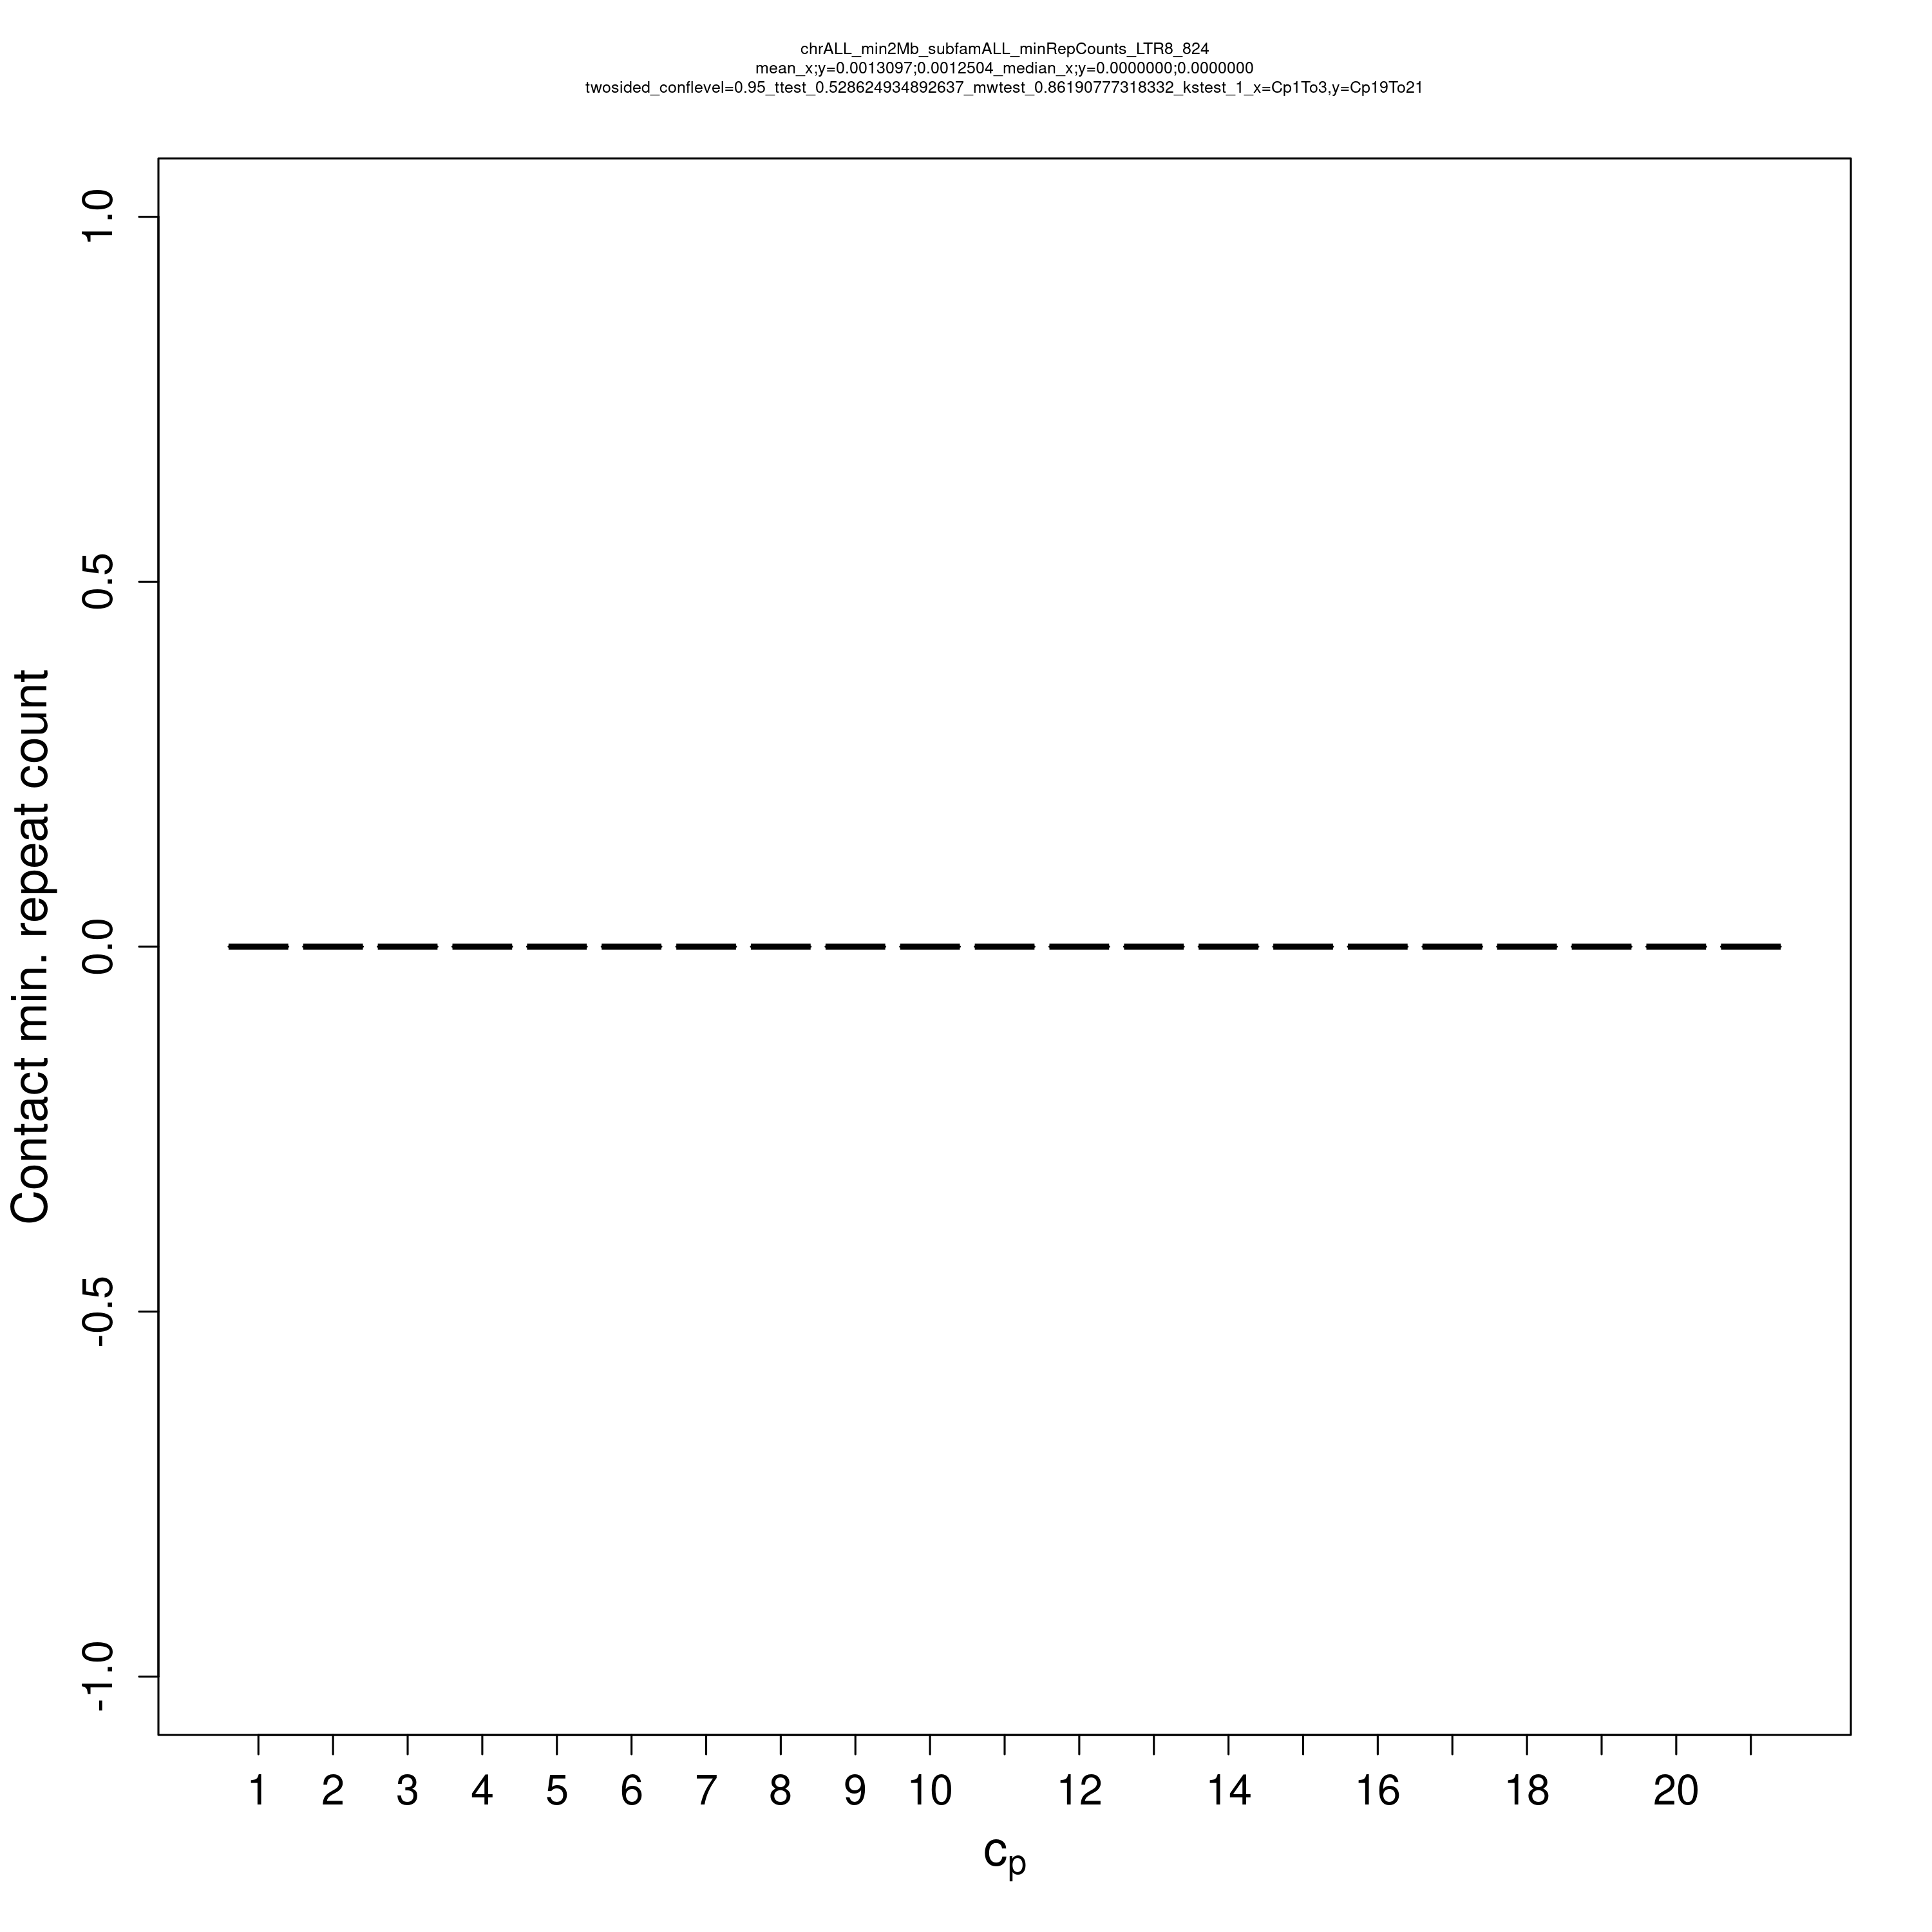 chrALL_min2Mb_subfamALL_minRepCounts_LTR8_824
mean_x;y=0.0013097;0.0012504_median_x;y=0.0000000;0.0000000
twosided_conflevel=0.95_ttest_0.528624934892637_mwtest_0.86190777318332_kstest_1_x=Cp1To3,y=Cp19To21
Contact min. repeat count
1.0
0.5
0.0
-0.5
-1.0
1 2 3 4 5 6 7 8 9 10 12 14 16 18 20
cp